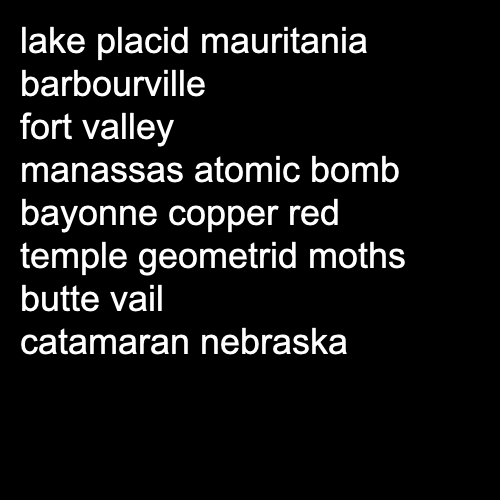 lake placid mauritania
barbourville
fort valley
manassas atomic bomb
bayonne copper red
temple geometrid moths
butte vail
catamaran nebraska